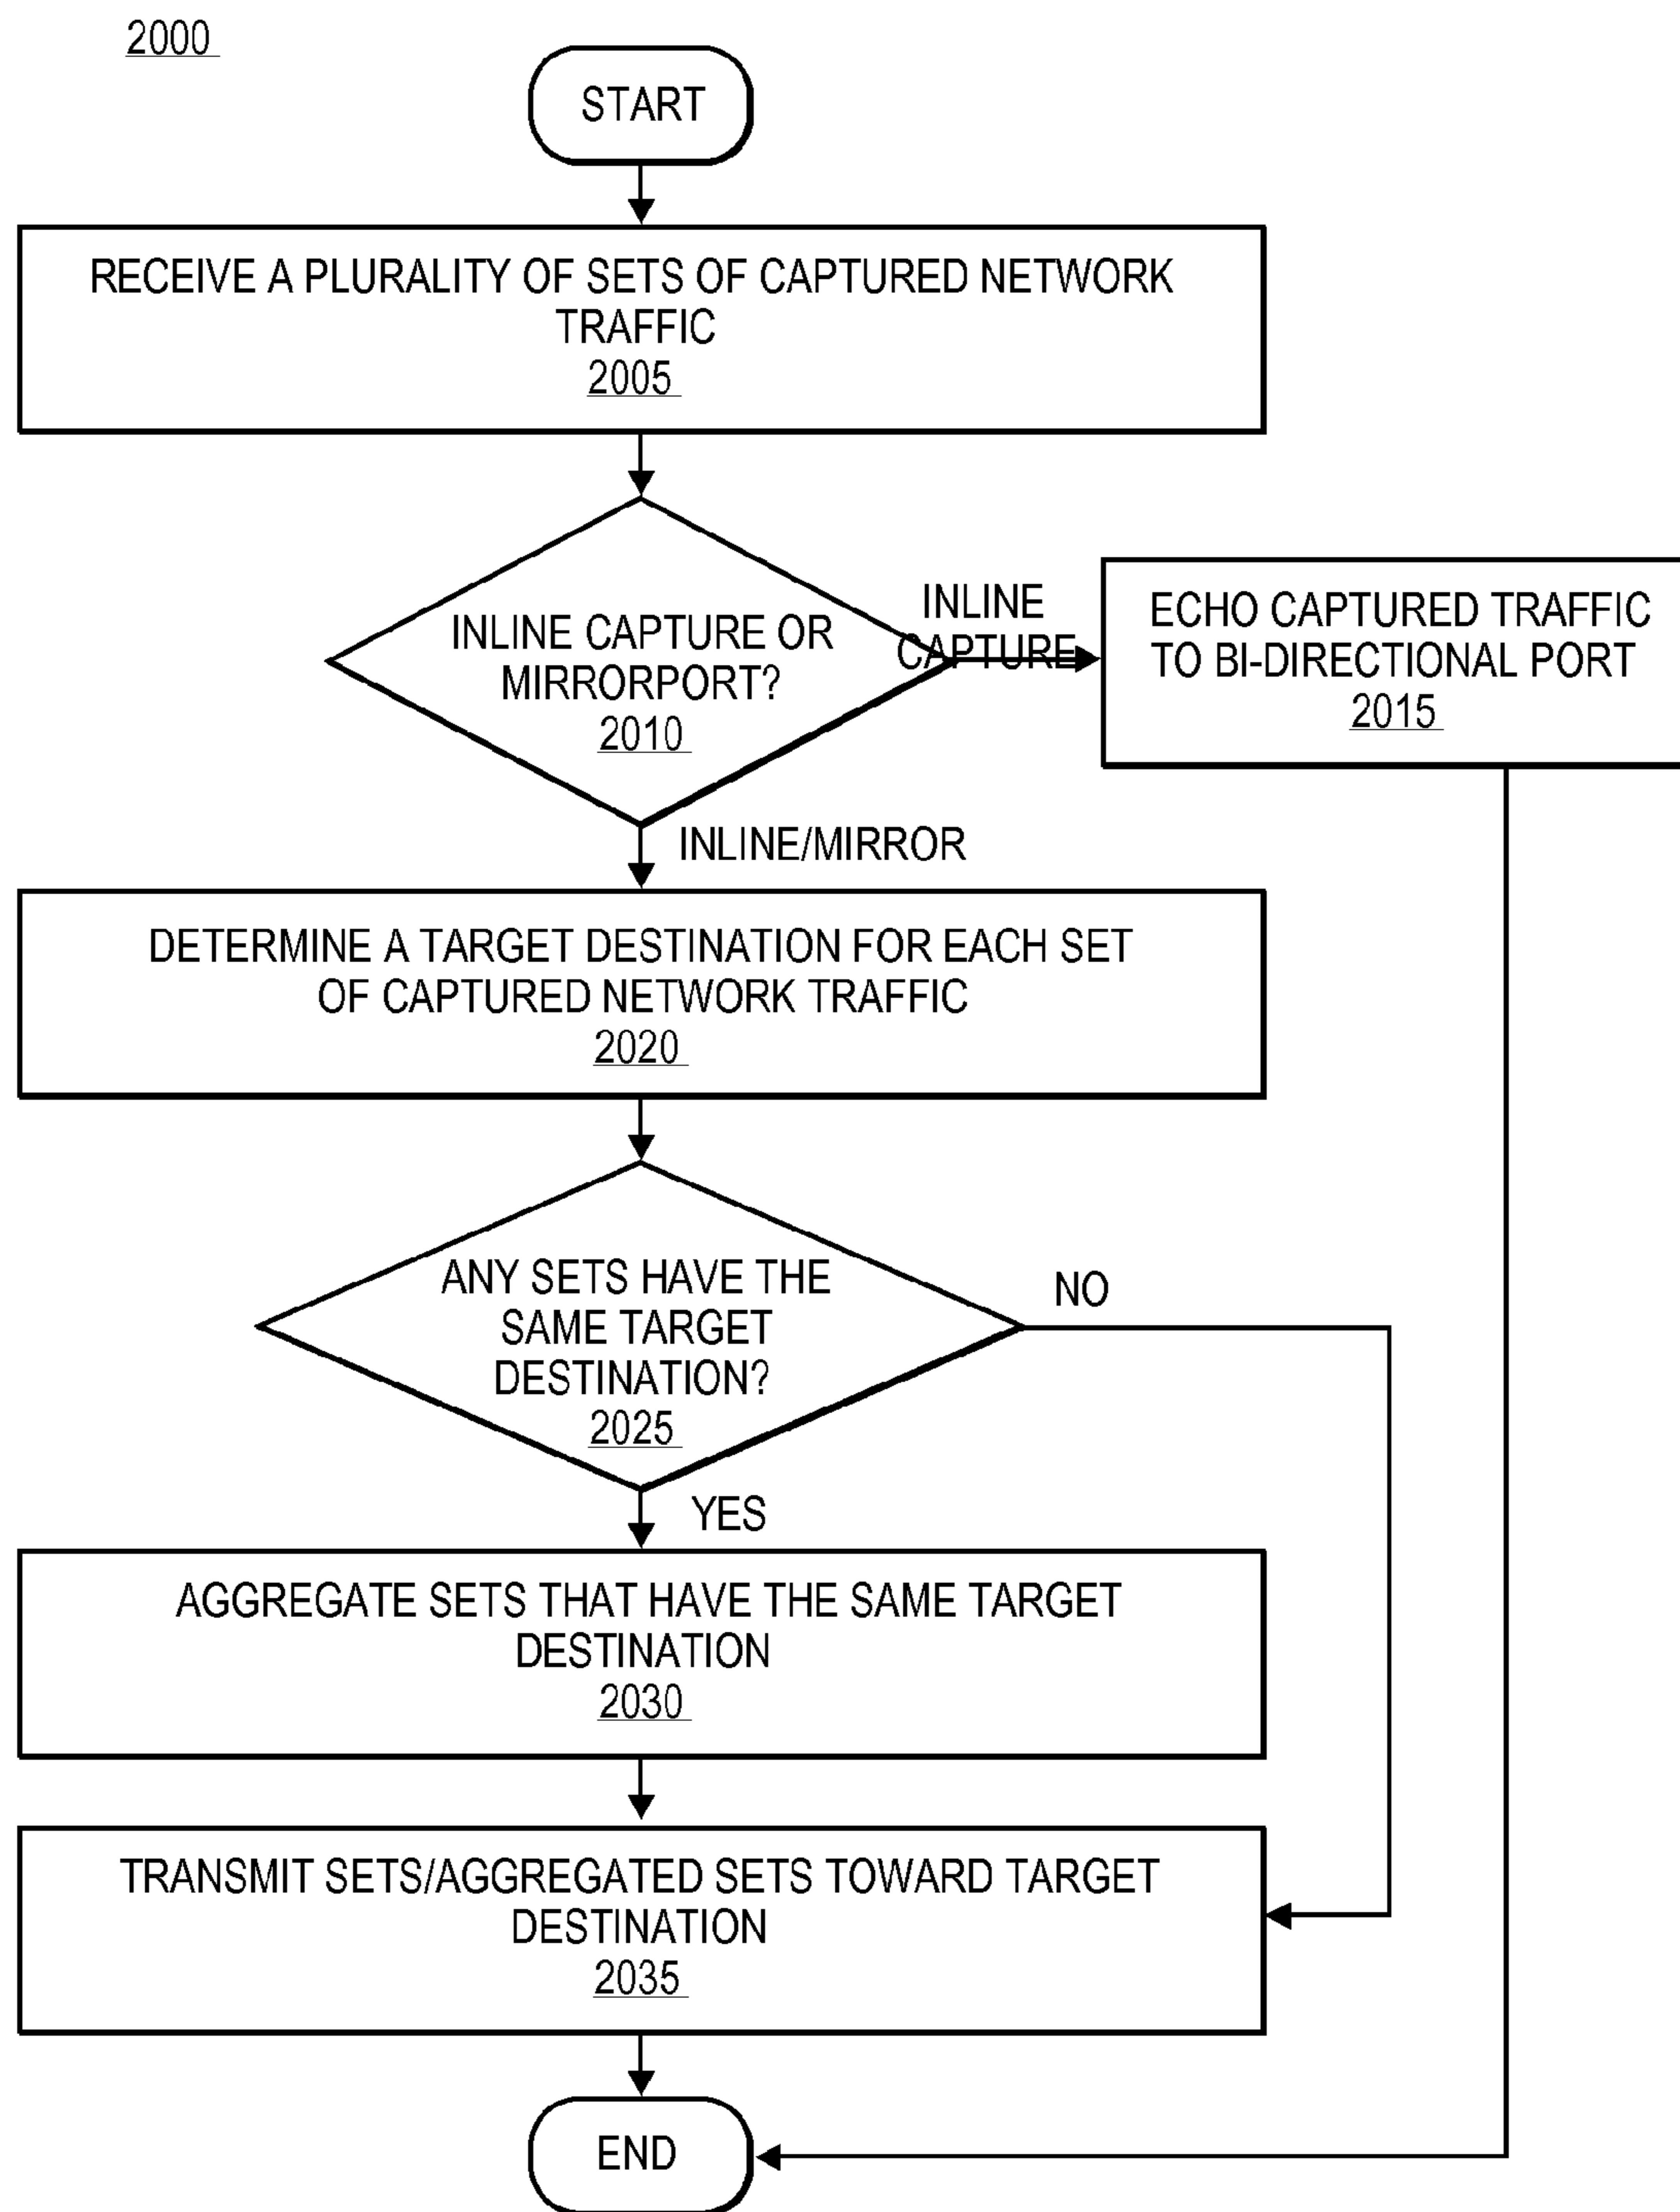 2000
START
RECEIVE A PLURALITY OF SETS OF CAPTURED NETWORK
TRAFFIC
2005
INLINE CAPTURE OR
MIRRORPORT?
2010
INLINE
CAPTURE
ECHO CAPTURED TRAFFIC
TO BI-DIRECTIONAL PORT
2015
INLINE/MIRROR
DETERMINE A TARGET DESTINATION FOR EACH SET
OF CAPTURED NETWORK TRAFFIC
2020
ANY SETS HAVE THE
SAME TARGET
DESTINATION?
2025
NO
YES
AGGREGATE SETS THAT HAVE THE SAME TARGET
DESTINATION
2030
TRANSMIT SETS/AGGREGATED SETS TOWARD TARGET
DESTINATION
2035
END